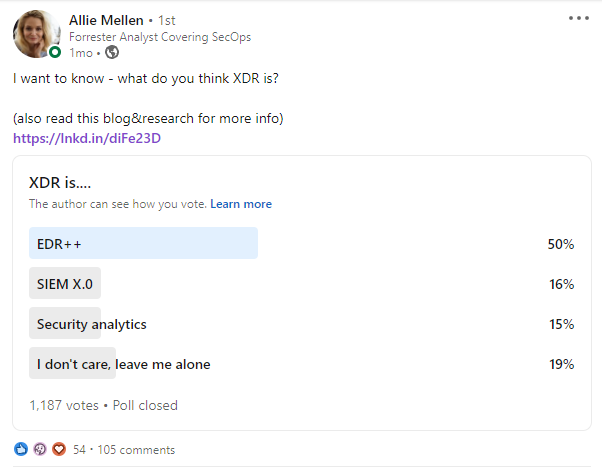 Allie Mellen • 1st
Forrester Analyst Covering SecOps
1mo •
I want to know - what do you think XDR is?
(also read this blog&research for more info)
https://lnkd.in/diFe23D
XDR is....
The author can see how you vote. Learn more
EDR++ 50%
SIEM X.0 16%
Security analytics 15%
I don't care, leave me alone 19%
1,187 votes • Poll closed
54 • 105 comments